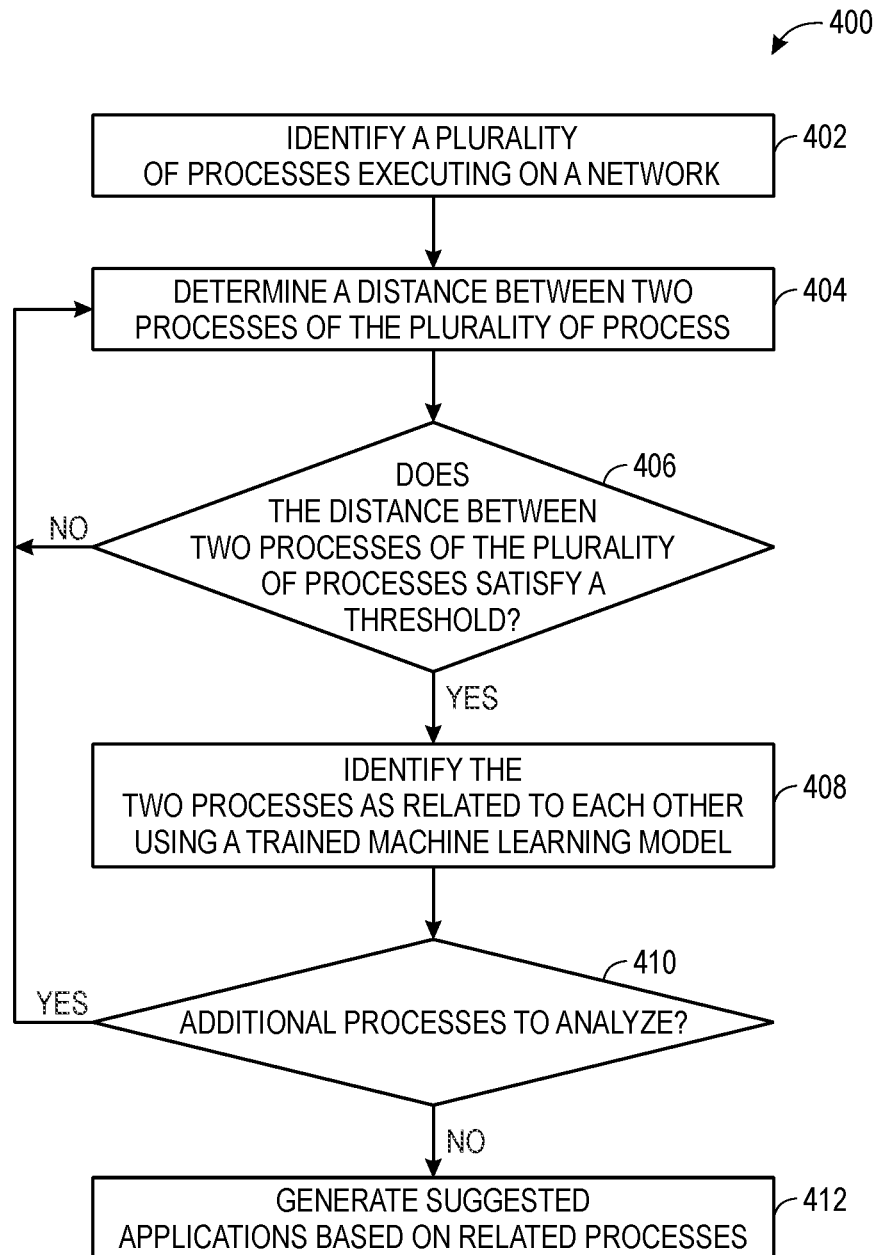 400
IDENTIFY A PLURALITY
OF PROCESSES EXECUTING ON A NETWORK
402
DETERMINE A DISTANCE BETWEEN TWO
PROCESSES OF THE PLURALITY OF PROCESS
404
DOES
THE DISTANCE BETWEEN
TWO PROCESSES OF THE PLURALITY
OF PROCESSES SATISFY A
THRESHOLD?
406
NO
YES
IDENTIFY THE
TWO PROCESSES AS RELATED TO EACH OTHER
USING A TRAINED MACHINE LEARNING MODEL
408
ADDITIONAL PROCESSES TO ANALYZE?
410
YES
NO
GENERATE SUGGESTED
APPLICATIONS BASED ON RELATED PROCESSES
412